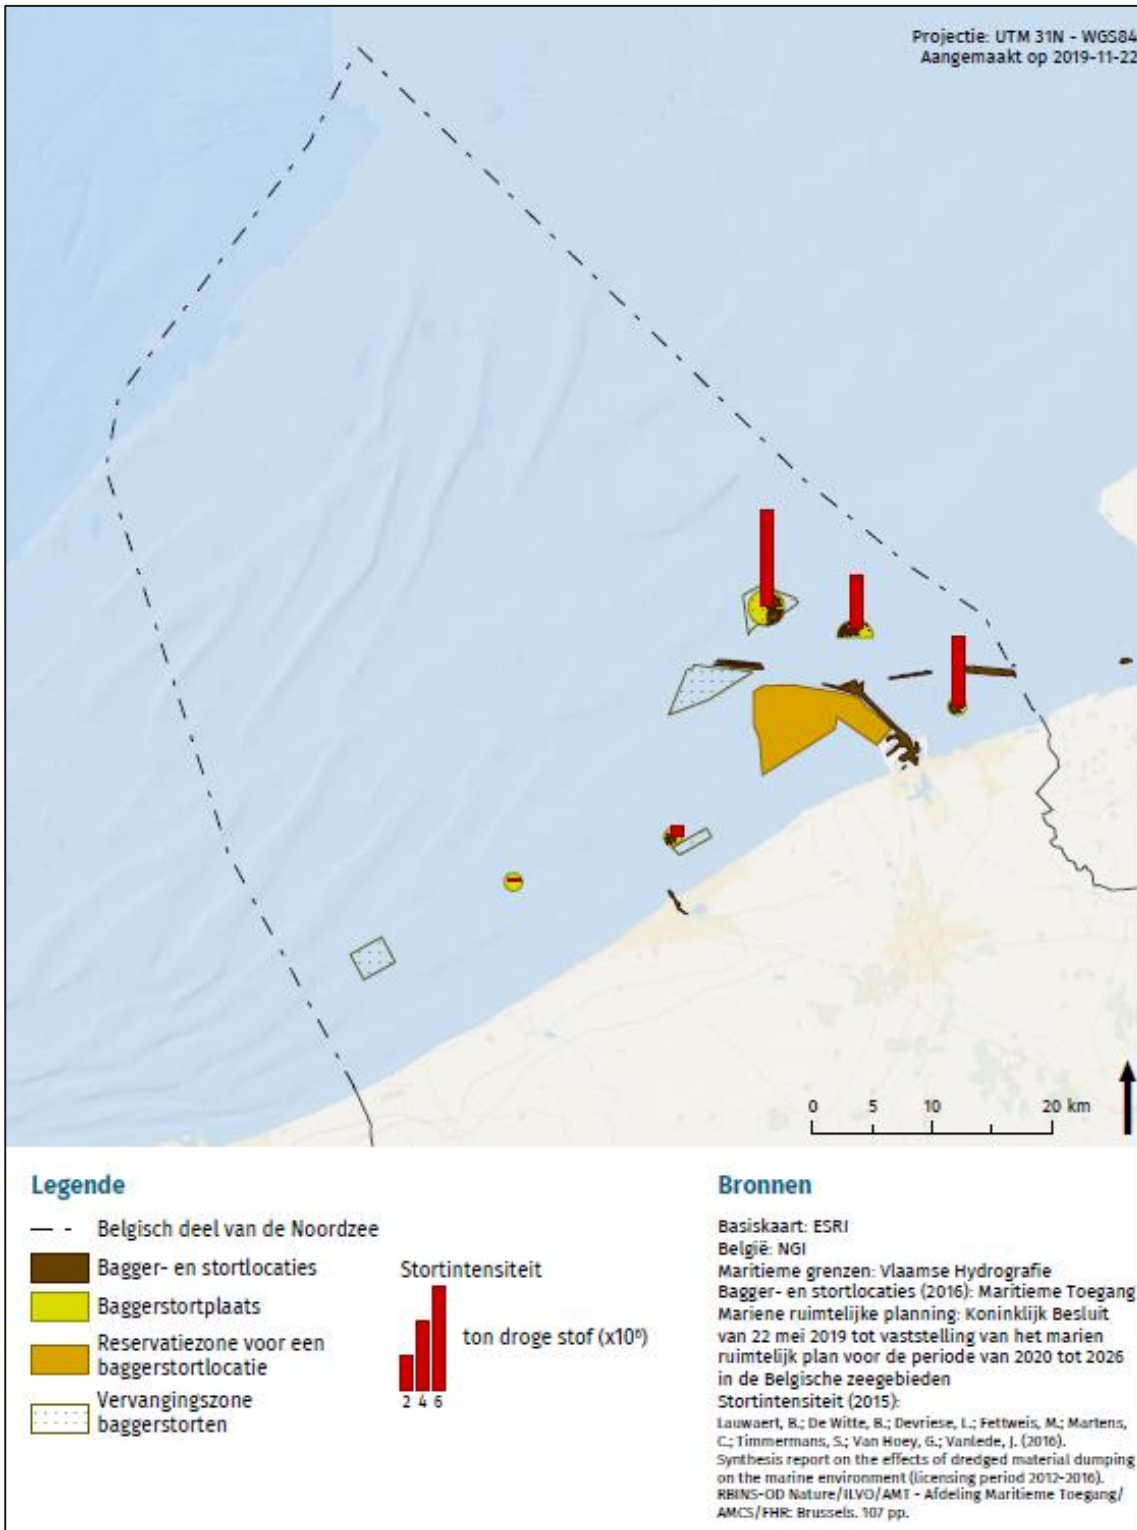 Projectie: UTM 31N - WGS84
Aangemaakt op 2019-11-22
0 5 10 20 km
Legende
Belgisch deel van de Noordzee
Bagger- en stortlocaties
Baggerstortplaats
Reservatiezone voor een
baggerstortlocatie
Vervangingszone
baggerstorten
Stortintensiteit
ton droge stof (x10⁶)
2 4 6
Bronnen
Basiskaart: ESRI
België: NGI
Maritieme grenzen: Vlaamse Hydrografie
Bagger- en stortlocaties (2016): Maritieme Toegang
Mariene ruimtelijke planning: Koninklijk Besluit
van 22 mei 2019 tot vaststelling van het marien
ruimtelijk plan voor de periode van 2020 tot 2026
in de Belgische zeegebieden
Stortintensiteit (2015):
Lauwaert, B.; De Witte, B.; Devriese, L.; Fettweis, M.; Martens,
C.; Timmermans, S.; Van Hoey, G.; Vanlede, J. (2016).
Synthesis report on the effects of dredged material dumping
on the marine environment (licensing period 2012-2016).
RBINS-OD Nature/ILVO/AMT - Afdeling Maritieme Toegang/
AMCS/FHR: Brussels. 107 pp.